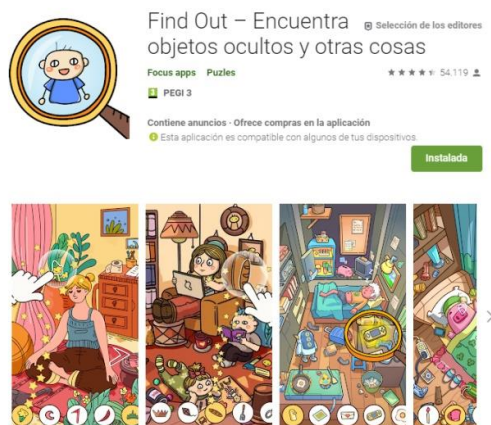 Find Out – Encuentra
Selección de los editores
objetos ocultos y otras cosas
Focus apps Puzles
54.119
3
PEGI 3
Contiene anuncios · Ofrece compras en la aplicación
Esta aplicación es compatible con algunos de tus dispositivos.
Instalada